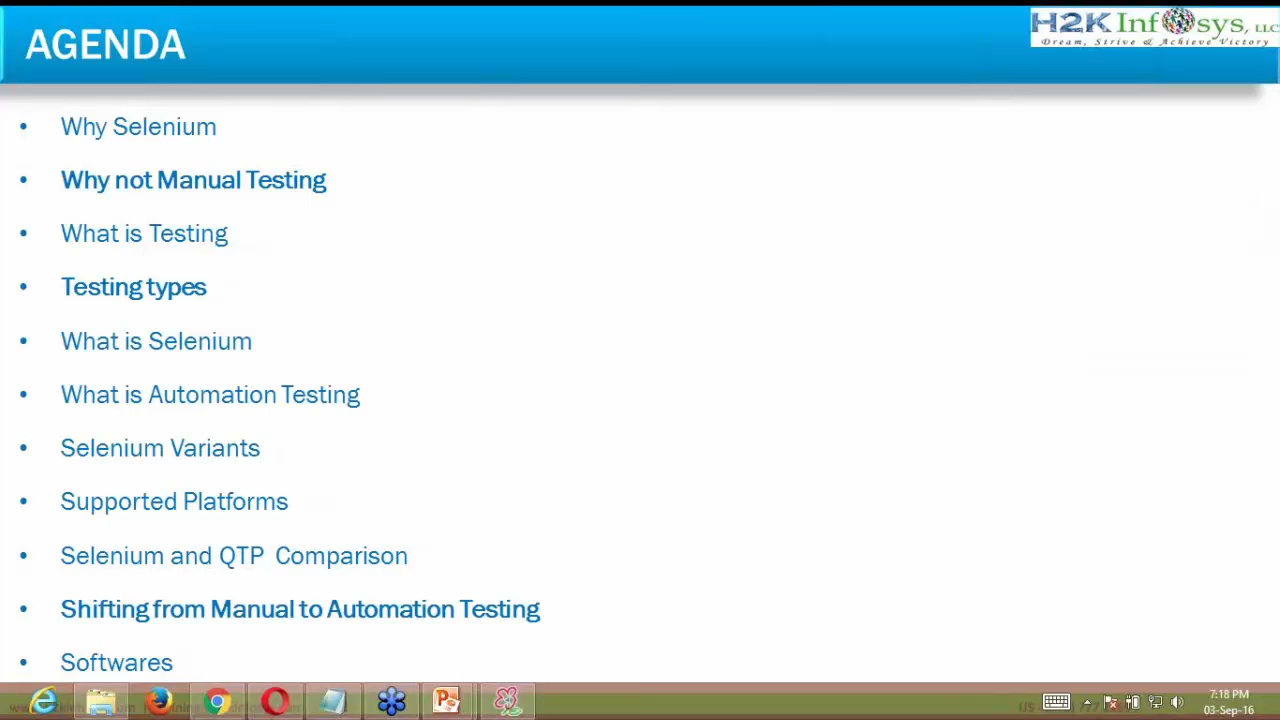 AGENDA
H2K Infosys, LLC
Dream, Strive & Achieve Victory
• Why Selenium
• Why not Manual Testing
• What is Testing
• Testing types
• What is Selenium
• What is Automation Testing
• Selenium Variants
• Supported Platforms
• Selenium and QTP Comparison
• Shifting from Manual to Automation Testing
• Softwares
7:18 PM
03-Sep-16